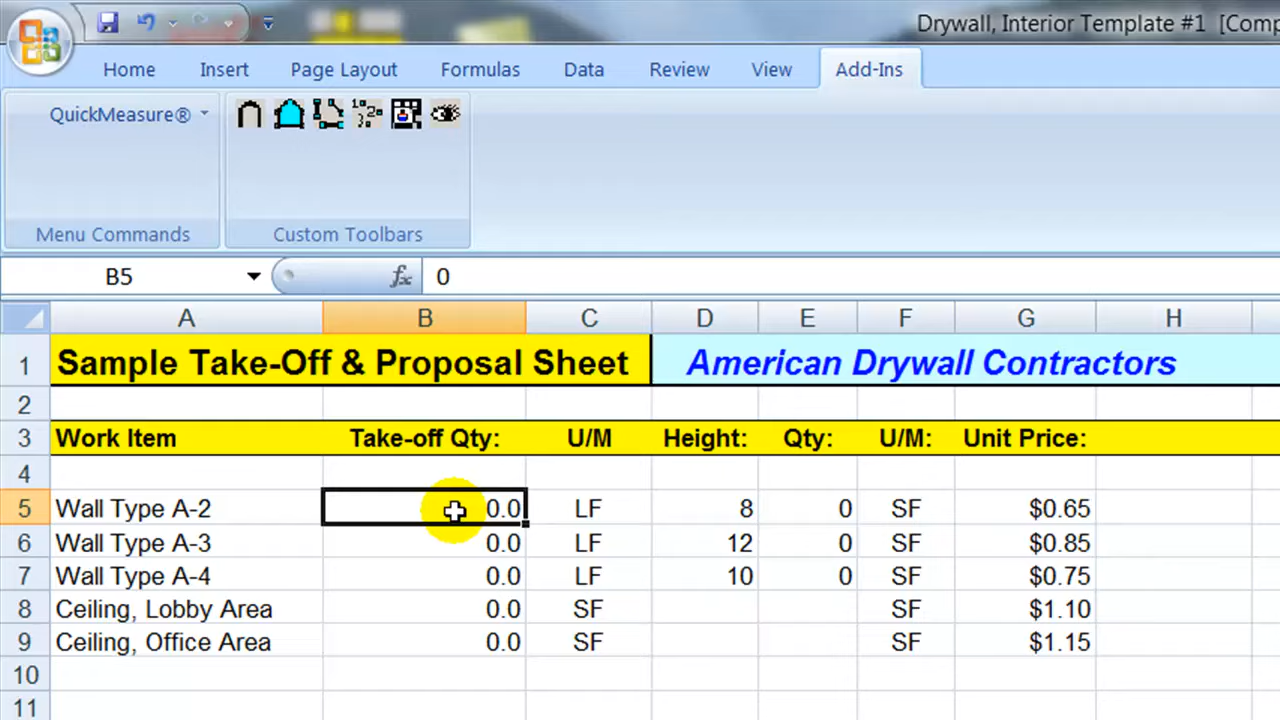 Drywall, Interior Template #1 [Comp
Home Insert Page Layout Formulas Data Review View Add-Ins
QuickMeasure®
Menu Commands Custom Toolbars
B5 fx 0
A B C D E F G H
1 Sample Take-Off & Proposal Sheet American Drywall Contractors
2
3 Work Item Take-off Qty: U/M Height: Qty: U/M: Unit Price:
4
5 Wall Type A-2 0.0 LF 8 0 SF $0.65
6 Wall Type A-3 0.0 LF 12 0 SF $0.85
7 Wall Type A-4 0.0 LF 10 0 SF $0.75
8 Ceiling, Lobby Area 0.0 SF SF $1.10
9 Ceiling, Office Area 0.0 SF SF $1.15
10
11